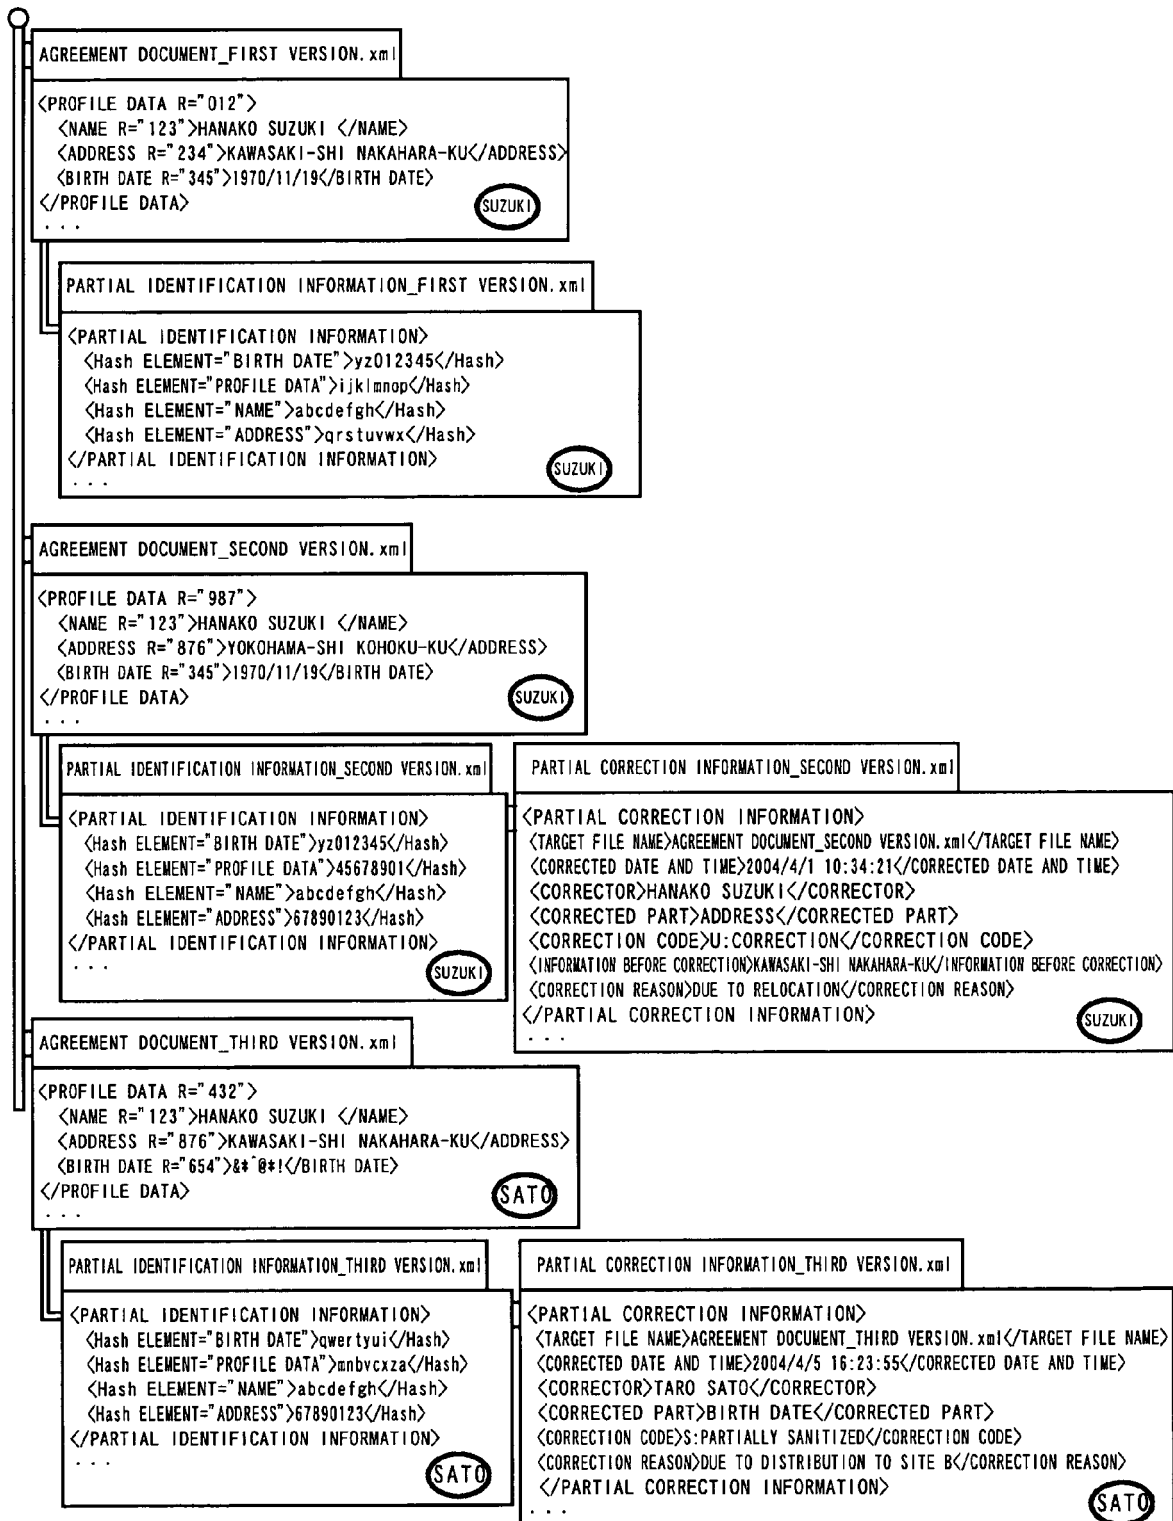 AGREEMENT DOCUMENT_FIRST VERSION.xml
<PROFILE DATA R="012">
<NAME R="123">HANAKO SUZUKI </NAME>
<ADDRESS R="234">KAWASAKI-SHI NAKAHARA-KU</ADDRESS>
<BIRTH DATE R="345">1970/11/19</BIRTH DATE>
</PROFILE DATA>
SUZUKI
. . .
PARTIAL IDENTIFICATION INFORMATION_FIRST VERSION.xml
<PARTIAL IDENTIFICATION INFORMATION>
<Hash ELEMENT="BIRTH DATE">yz012345</Hash>
<Hash ELEMENT="PROFILE DATA">ijklmnop</Hash>
<Hash ELEMENT="NAME">abcdefgh</Hash>
<Hash ELEMENT="ADDRESS">qrstuvwx</Hash>
</PARTIAL IDENTIFICATION INFORMATION>
SUZUKI
. . .
AGREEMENT DOCUMENT_SECOND VERSION.xml
<PROFILE DATA R="987">
<NAME R="123">HANAKO SUZUKI </NAME>
<ADDRESS R="876">YOKOHAMA-SHI KOHOKU-KU</ADDRESS>
<BIRTH DATE R="345">1970/11/19</BIRTH DATE>
</PROFILE DATA>
SUZUKI
. . .
PARTIAL IDENTIFICATION INFORMATION_SECOND VERSION.xml
<PARTIAL IDENTIFICATION INFORMATION>
<Hash ELEMENT="BIRTH DATE">yz012345</Hash>
<Hash ELEMENT="PROFILE DATA">45678901</Hash>
<Hash ELEMENT="NAME">abcdefgh</Hash>
<Hash ELEMENT="ADDRESS">67890123</Hash>
</PARTIAL IDENTIFICATION INFORMATION>
SUZUKI
. . .
PARTIAL CORRECTION INFORMATION_SECOND VERSION.xml
<PARTIAL CORRECTION INFORMATION>
<TARGET FILE NAME>AGREEMENT DOCUMENT_SECOND VERSION.xml</TARGET FILE NAME>
<CORRECTED DATE AND TIME>2004/4/1 10:34:21</CORRECTED DATE AND TIME>
<CORRECTOR>HANAKO SUZUKI</CORRECTOR>
<CORRECTED PART>ADDRESS</CORRECTED PART>
<CORRECTION CODE>U:CORRECTION</CORRECTION CODE>
<INFORMATION BEFORE CORRECTION>KAWASAKI-SHI NAKAHARA-KU</INFORMATION BEFORE CORRECTION>
<CORRECTION REASON>DUE TO RELOCATION</CORRECTION REASON>
</PARTIAL CORRECTION INFORMATION>
SUZUKI
. . .
AGREEMENT DOCUMENT_THIRD VERSION.xml
<PROFILE DATA R="432">
<NAME R="123">HANAKO SUZUKI </NAME>
<ADDRESS R="876">KAWASAKI-SHI NAKAHARA-KU</ADDRESS>
<BIRTH DATE R="654">&*^@*!</BIRTH DATE>
</PROFILE DATA>
SATO
. . .
PARTIAL IDENTIFICATION INFORMATION_THIRD VERSION.xml
<PARTIAL IDENTIFICATION INFORMATION>
<Hash ELEMENT="BIRTH DATE">qwertyui</Hash>
<Hash ELEMENT="PROFILE DATA">mnbvcxza</Hash>
<Hash ELEMENT="NAME">abcdefgh</Hash>
<Hash ELEMENT="ADDRESS">67890123</Hash>
</PARTIAL IDENTIFICATION INFORMATION>
SATO
. . .
PARTIAL CORRECTION INFORMATION_THIRD VERSION.xml
<PARTIAL CORRECTION INFORMATION>
<TARGET FILE NAME>AGREEMENT DOCUMENT_THIRD VERSION.xml</TARGET FILE NAME>
<CORRECTED DATE AND TIME>2004/4/5 16:23:55</CORRECTED DATE AND TIME>
<CORRECTOR>TARO SATO</CORRECTOR>
<CORRECTED PART>BIRTH DATE</CORRECTED PART>
<CORRECTION CODE>S:PARTIALLY SANITIZED</CORRECTION CODE>
<CORRECTION REASON>DUE TO DISTRIBUTION TO SITE B</CORRECTION REASON>
</PARTIAL CORRECTION INFORMATION>
SATO
. . .